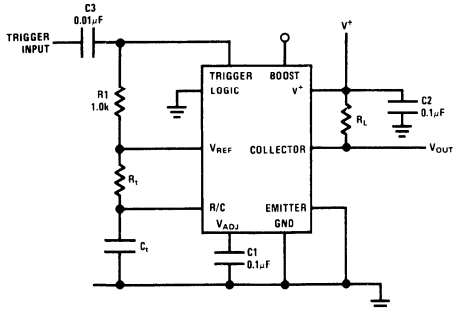 C3
0.01μF
TRIGGER
INPUT
V+
TRIGGER
BOOST
LOGIC
V+
R1
1.0k
C2
0.1μF
RL
VREF
COLLECTOR
VOUT
Rt
R/C
EMITTER
VADJ
GND
Ct
C1
0.1μF